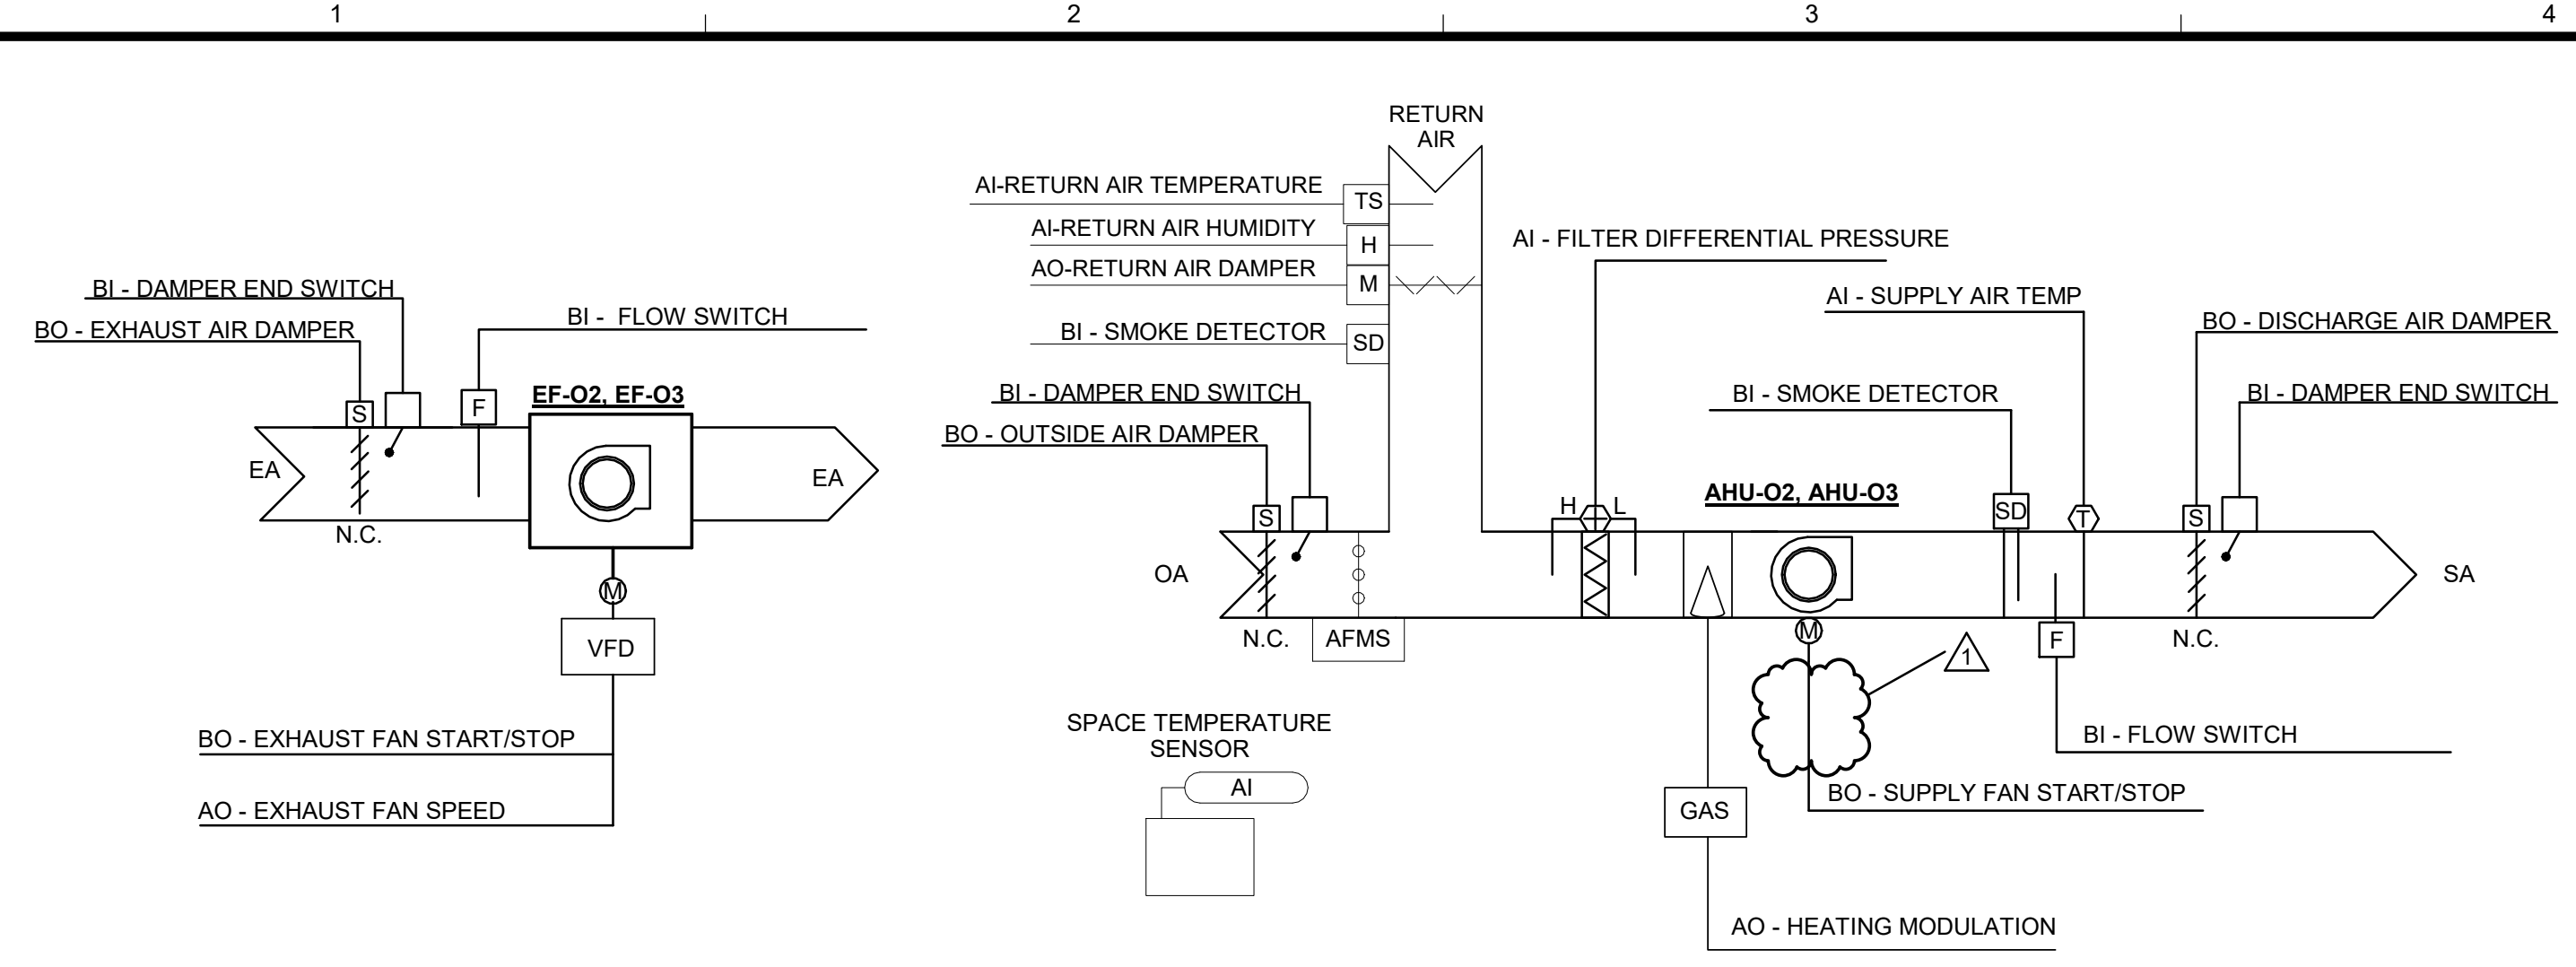 1
2
3
4
BI - DAMPER END SWITCH
BO - EXHAUST AIR DAMPER
BI - FLOW SWITCH
S
F
EF-O2, EF-O3
EA
EA
N.C.
M
VFD
BO - EXHAUST FAN START/STOP
AO - EXHAUST FAN SPEED
RETURN
AIR
AI-RETURN AIR TEMPERATURE
TS
AI-RETURN AIR HUMIDITY
H
AO-RETURN AIR DAMPER
M
BI - SMOKE DETECTOR
SD
BI - DAMPER END SWITCH
BO - OUTSIDE AIR DAMPER
S
OA
N.C.
AFMS
AI - FILTER DIFFERENTIAL PRESSURE
H
L
AI - SUPPLY AIR TEMP
BI - SMOKE DETECTOR
AHU-O2, AHU-O3
SD
T
BO - DISCHARGE AIR DAMPER
BI - DAMPER END SWITCH
S
SA
N.C.
M
1
F
BI - FLOW SWITCH
BO - SUPPLY FAN START/STOP
GAS
AO - HEATING MODULATION
SPACE TEMPERATURE
SENSOR
AI